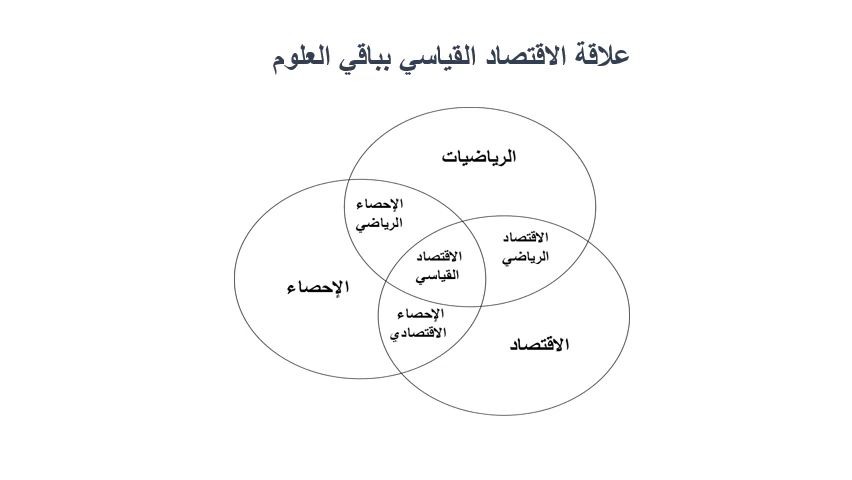 علاقة الاقتصاد القياسي بباقي العلوم
الرياضيات
الإحصاء
الرياضي
الاقتصاد
الرياضي
الاقتصاد
القياسي
الإحصاء
الإحصاء
الاقتصادي
الاقتصاد